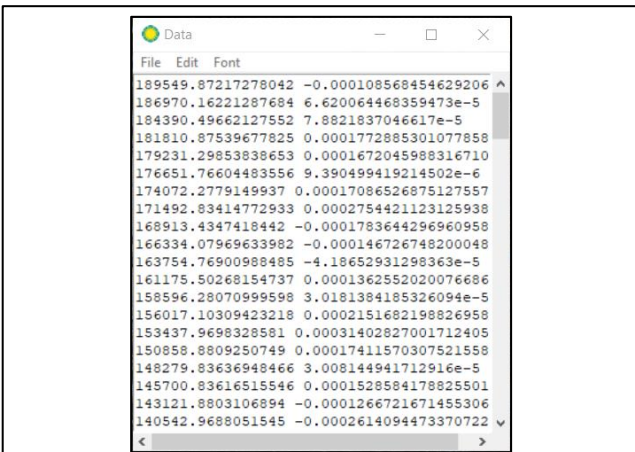 Data
File Edit Font
189549.87217278042 -0.000108568454629206
186970.16221287684 6.620064468359473e-5
184390.49662127552 7.8821837046617e-5
181810.87539677825 0.0001772885301077858
179231.29853838653 0.0001672045988316710
176651.76604483556 9.390499419214502e-6
174072.2779149937 0.00017086526875127557
171492.83414772933 0.0002754421123125938
168913.4347418442 -0.0001783644296960958
166334.07969633982 -0.000146726748200048
163754.76900988485 -4.18652931298363e-5
161175.50268154737 0.0001362552020076686
158596.28070999598 3.0181384185326094e-5
156017.10309423218 0.0002151682198826958
153437.9698328581 0.00031402827001712405
150858.8809250749 0.00017411570307521558
148279.83636948466 3.008144941712916e-5
145700.83616515546 0.0001528584178825501
143121.8803106894 -0.0001266721671455306
140542.9688051545 -0.0002614094473370722